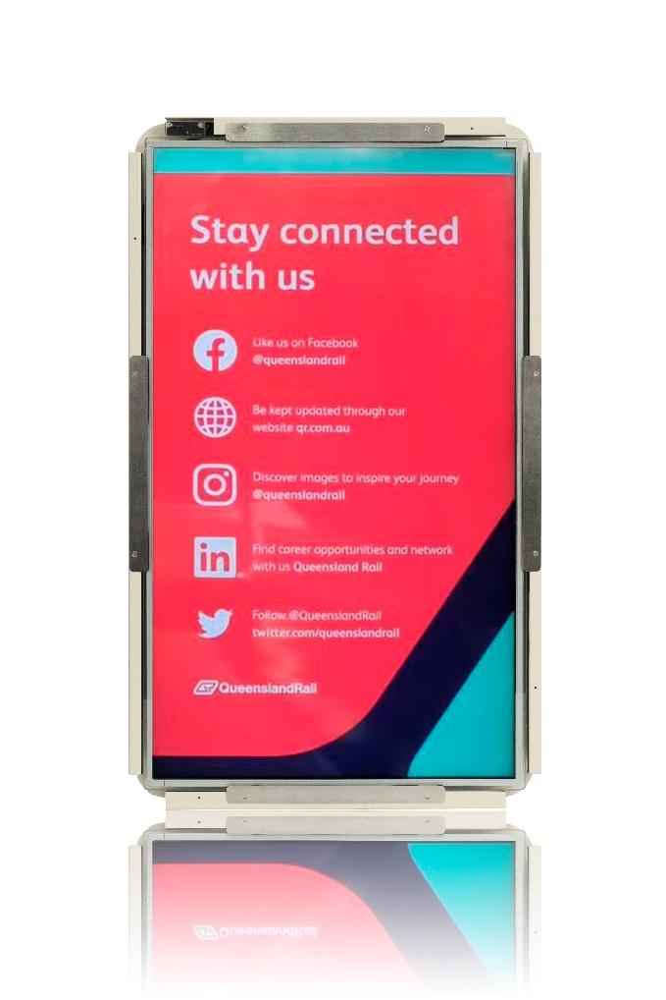 Stay connected
with us
Like us on Facebook
@queenslandrail
Be kept updated through our
website qr.com.au
Discover images to inspire your journey
@queenslandrail
in
Find career opportunities and network
with us Queensland Rail
Follow @QueenslandRail
twitter.com/queenslandrail
QueenslandRail